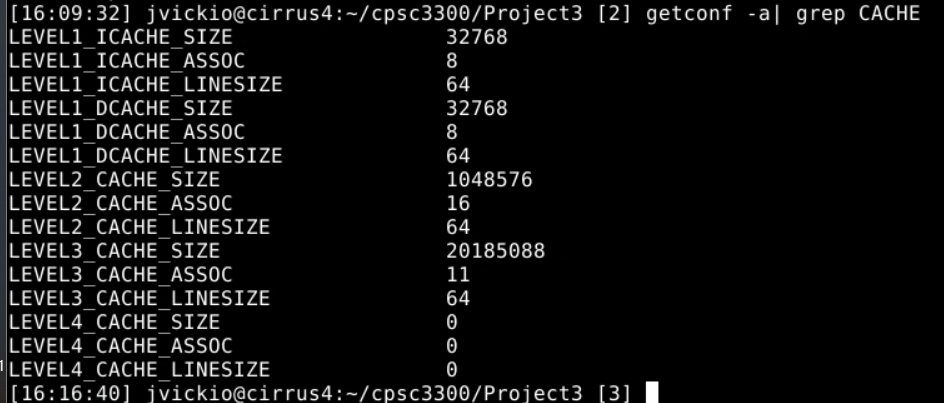 [16:09:32] jvickio@cirrus4:~/cpsc3300/Project3 [2] getconf -a| grep CACHE
LEVEL1_ICACHE_SIZE                 32768
LEVEL1_ICACHE_ASSOC                8
LEVEL1_ICACHE_LINESIZE             64
LEVEL1_DCACHE_SIZE                 32768
LEVEL1_DCACHE_ASSOC                8
LEVEL1_DCACHE_LINESIZE             64
LEVEL2_CACHE_SIZE                  1048576
LEVEL2_CACHE_ASSOC                 16
LEVEL2_CACHE_LINESIZE              64
LEVEL3_CACHE_SIZE                  20185088
LEVEL3_CACHE_ASSOC                 11
LEVEL3_CACHE_LINESIZE              64
LEVEL4_CACHE_SIZE                  0
LEVEL4_CACHE_ASSOC                 0
LEVEL4_CACHE_LINESIZE              0
[16:16:40] jvickio@cirrus4:~/cpsc3300/Project3 [3]